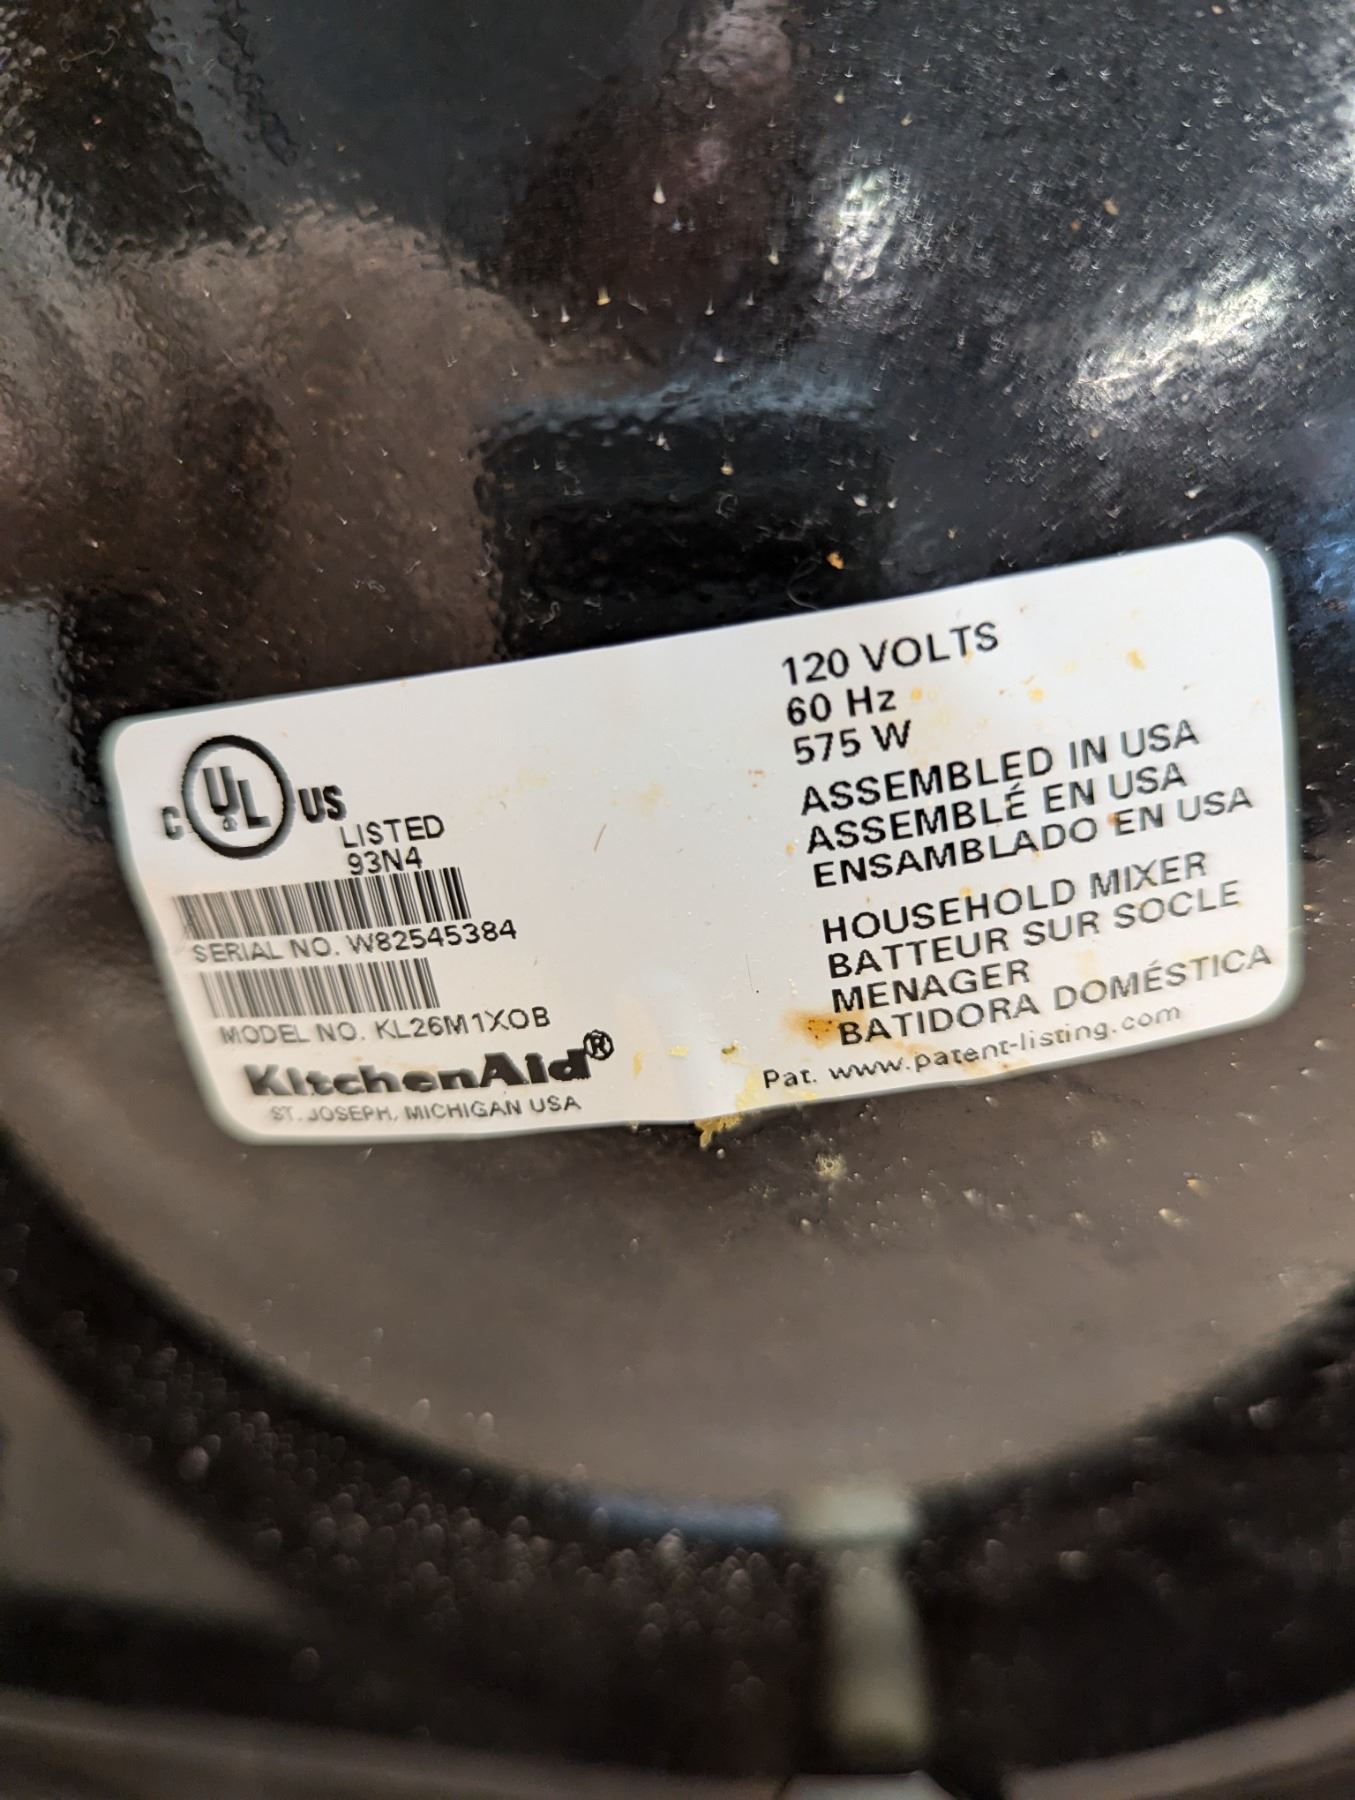 C UL US
LISTED
93N4
SERIAL NO. W82545384
MODEL NO. KL26M1XOB
KitchenAid®
ST. JOSEPH, MICHIGAN USA
120 VOLTS
60 Hz
575 W
ASSEMBLED IN USA
ASSEMBLÉ EN USA
ENSAMBLADO EN USA
HOUSEHOLD MIXER
BATTEUR SUR SOCLE
MENAGER
BATIDORA DOMÉSTICA
Pat. www.patent-listing.com